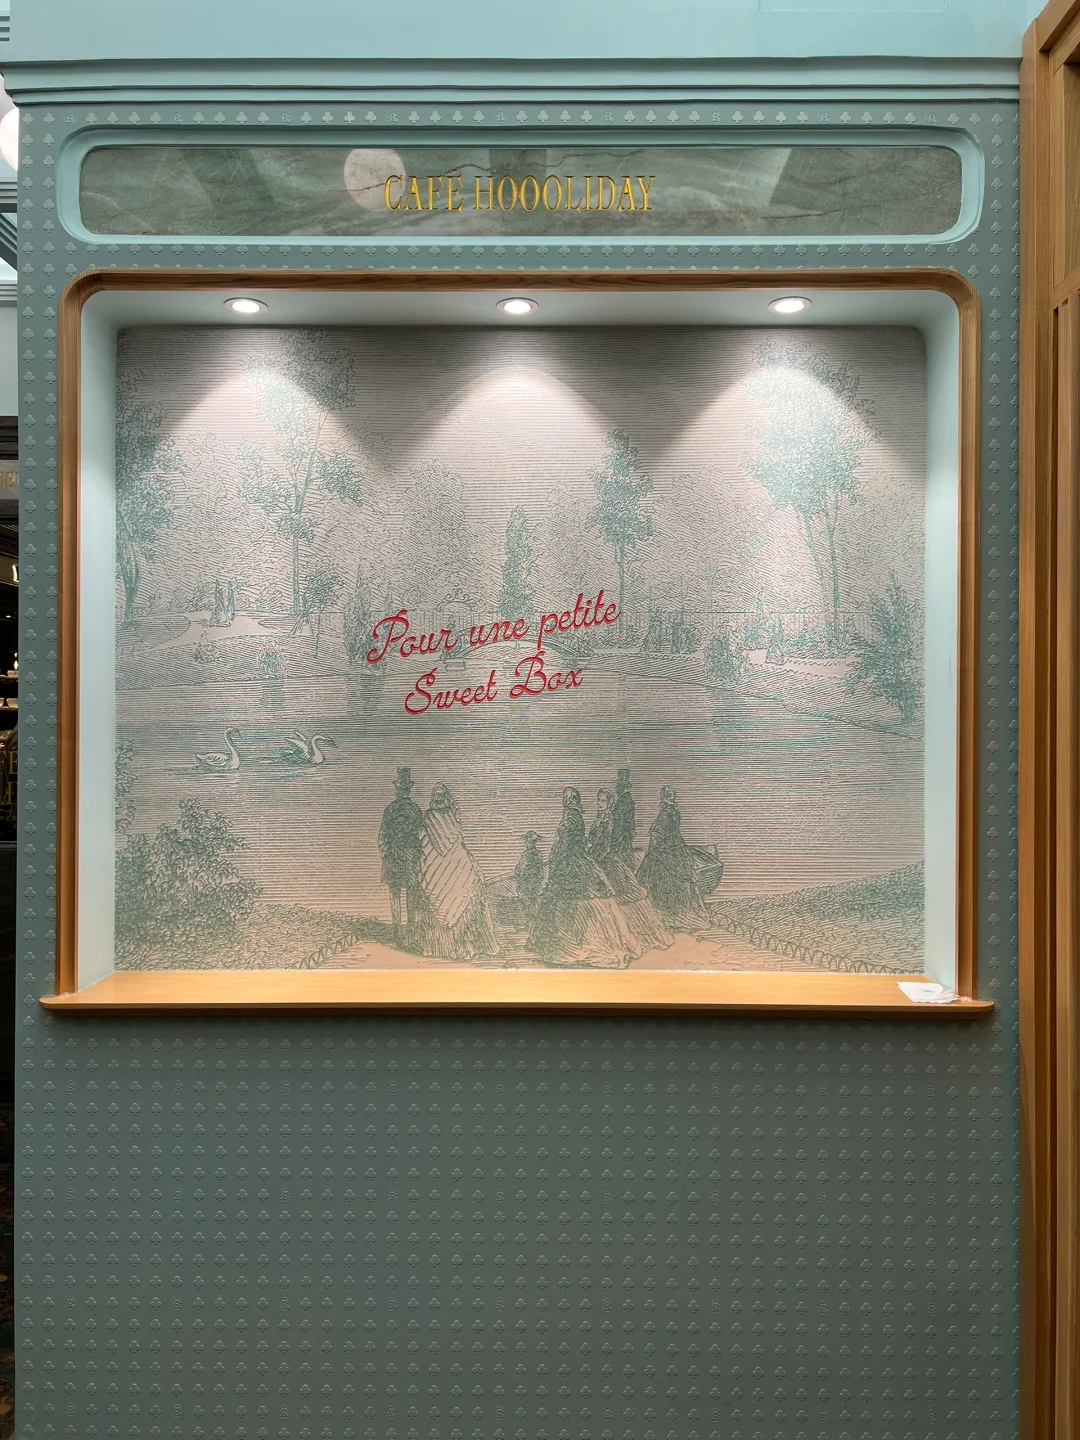 CAFÉ HOOOLIDAY
Pour une petite
Sweet Box